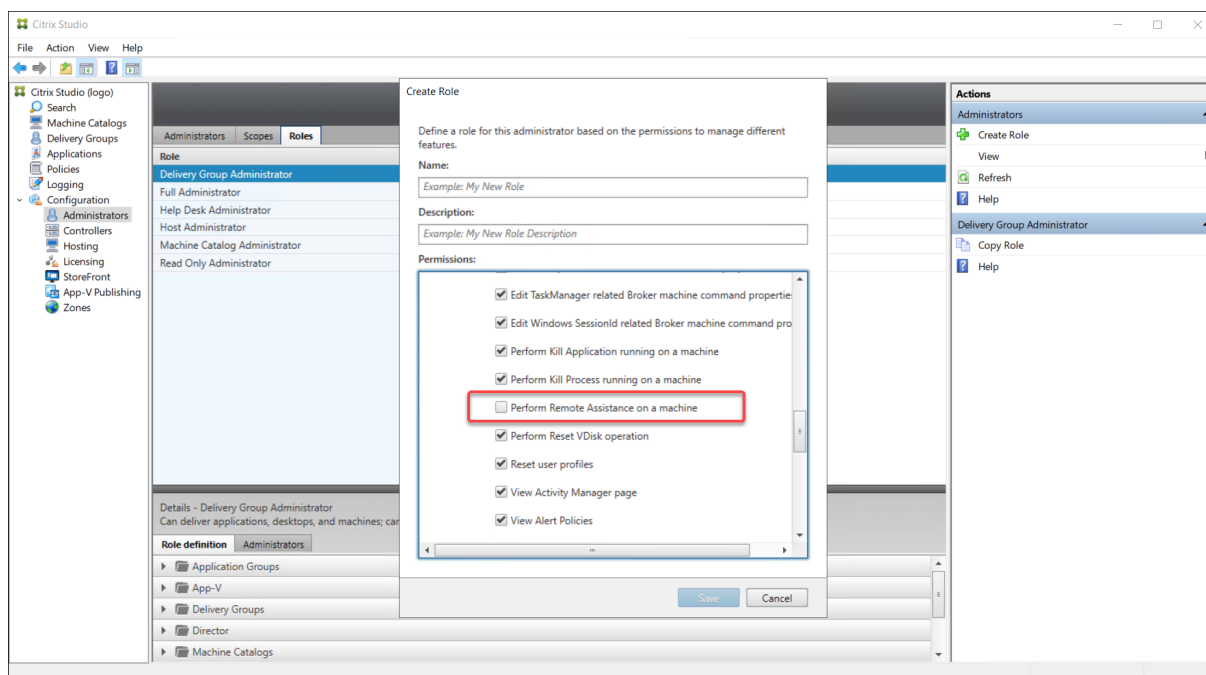 Citrix Studio
File Action View Help
Citrix Studio (logo)
Search
Machine Catalogs
Delivery Groups
Applications
Policies
Logging
Configuration
Administrators
Controllers
Hosting
Licensing
StoreFront
App-V Publishing
Zones
Administrators Scopes Roles
Role
Delivery Group Administrator
Full Administrator
Help Desk Administrator
Host Administrator
Machine Catalog Administrator
Read Only Administrator
Details - Delivery Group Administrator
Can deliver applications, desktops, and machines; car
Role definition Administrators
Application Groups
App-V
Delivery Groups
Director
Machine Catalogs
Create Role
Define a role for this administrator based on the permissions to manage different
features.
Name:
Example: My New Role
Description:
Example: My New Role Description
Permissions:
Edit TaskManager related Broker machine command propertie
Edit Windows SessionId related Broker machine command pro
Perform Kill Application running on a machine
Perform Kill Process running on a machine
Perform Remote Assistance on a machine
Perform Reset VDisk operation
Reset user profiles
View Activity Manager page
View Alert Policies
Save Cancel
Actions
Administrators
Create Role
View
Refresh
Help
Delivery Group Administrator
Copy Role
Help